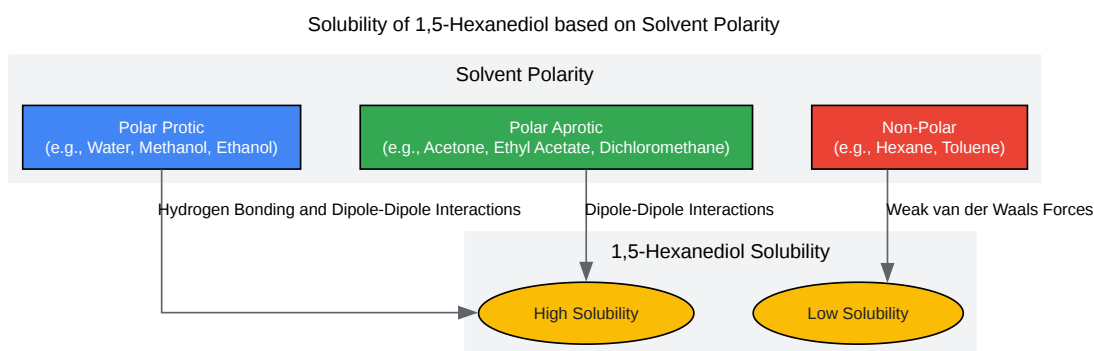 Solubility of 1,5-Hexanediol based on Solvent Polarity
Solvent Polarity
Polar Protic
(e.g., Water, Methanol, Ethanol)
Polar Aprotic
(e.g., Acetone, Ethyl Acetate, Dichloromethane)
Non-Polar
(e.g., Hexane, Toluene)
Hydrogen Bonding and Dipole-Dipole Interactions
Dipole-Dipole Interactions
Weak van der Waals Forces
1,5-Hexanediol Solubility
High Solubility
Low Solubility